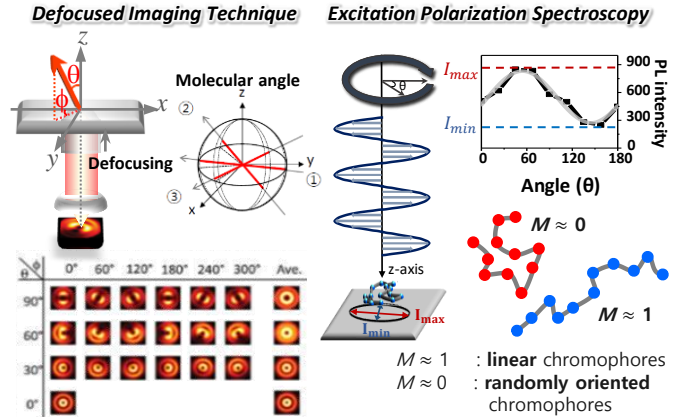 Defocused Imaging Technique
Excitation Polarization Spectroscopy
z
θ
ϕ
x
y
Defocusing
Molecular angle
z
②
y
①
③
x
ϕ
θ
0° 60° 120° 180° 240° 300° Ave.
90°
60°
30°
0°
θ
z-axis
I_max
I_min
I_max
I_min
900
600
300
0
PL intensity
0 60 120 180
Angle (θ)
M ≈ 0
M ≈ 1
M ≈ 1 : linear chromophores
M ≈ 0 : randomly oriented
chromophores